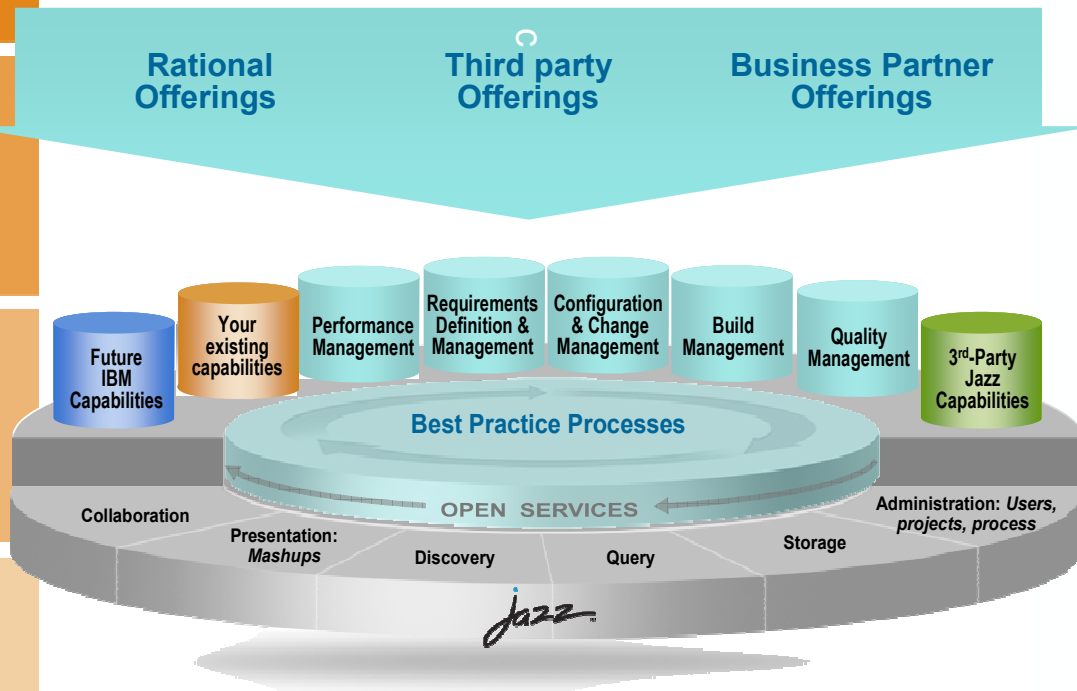 C
Rational
Offerings
Third party
Offerings
Business Partner
Offerings
Future
IBM
Capabilities
Your
existing
capabilities
Performance
Management
Requirements
Definition &
Management
Configuration
& Change
Management
Build
Management
Quality
Management
3rd-Party
Jazz
Capabilities
Best Practice Processes
OPEN SERVICES
Collaboration
Presentation:
Mashups
Discovery
Query
Storage
Administration: Users,
projects, process
jazz™